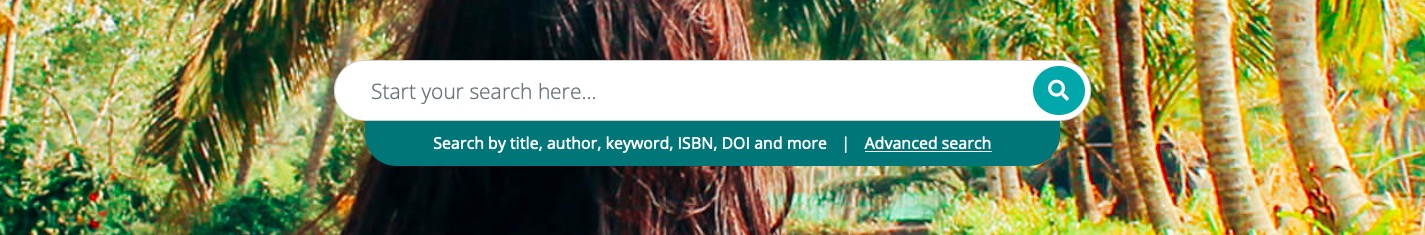 Start your search here...
Search by title, author, keyword, ISBN, DOI and more | Advanced search